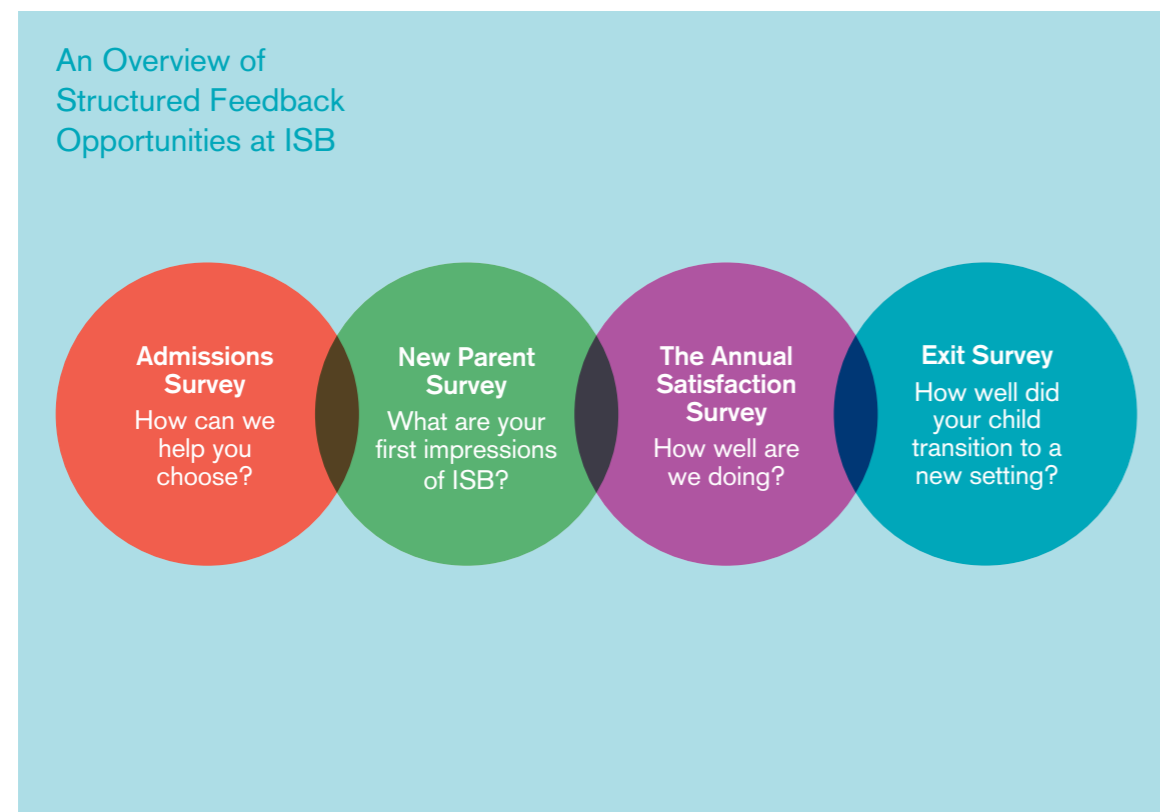 An Overview of
Structured Feedback
Opportunities at ISB
Admissions
Survey
How can we
help you
choose?
New Parent
Survey
What are your
first impressions
of ISB?
The Annual
Satisfaction
Survey
How well are
we doing?
Exit Survey
How well did
your child
transition to a
new setting?